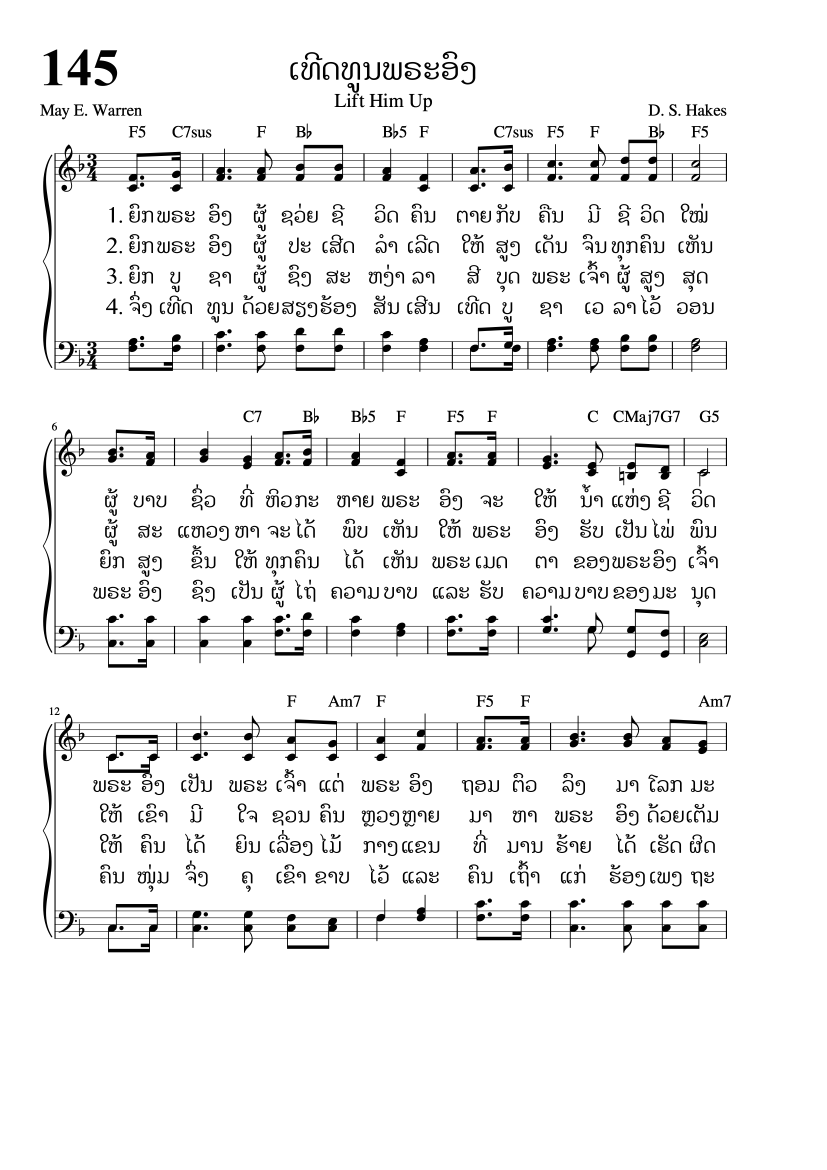 145
ເທີດທູນພຣະອົງ
Lift Him Up
May E. Warren
D. S. Hakes
F5 C7sus F B♭ B♭5 F C7sus F5 F B♭ F5
1. ຍົກພຣະ ອົງ ຜູ້ ຊວ່ຍ ຊີ ວິດ ຄົນ ຕາຍ ກັບ ຄືນ ມີ ຊີ ວິດ ໃໝ່
2. ຍົກພຣະ ອົງ ຜູ້ ປະ ເສີດ ລຳ ເລີດ ໃຫ້ ສູງ ເດັ່ນ ຈົນ ທຸກ ຄົນ ເຫັນ
3. ຍົກ ບູ ຊາ ຜູ້ ຊົງ ສະ ຫງ່າ ລາ ສີ ບຸດ ພຣະ ເຈົ້າ ຜູ້ ສູງ ສຸດ
4. ຈົ່ງ ເທີດ ທູນ ດ້ວຍ ສຽງ ຮ້ອງ ສັນ ເສີນ ເທີດ ບູ ຊາ ເວ ລາ ໄວ້ ວອນ
6
C7 B♭ B♭5 F F5 F C CMaj7 G7 G5
ຜູ້ ບາບ ຊົ່ວ ທີ່ ຫິວ ກະ ຫາຍ ພຣະ ອົງ ຈະ ໃຫ້ ນ້ຳ ແຫ່ງ ຊີ ວິດ
ຜູ້ ສະ ແຫວງ ຫາ ຈະ ໄດ້ ພົບ ເຫັນ ໃຫ້ ພຣະ ອົງ ຮັບ ເປັນ ໄພ່ ພົນ
ຍົກ ສູງ ຂຶ້ນ ໃຫ້ ທຸກ ຄົນ ໄດ້ ເຫັນ ພຣະ ເມດ ຕາ ຂອງ ພຣະ ອົງ ເຈົ້າ
ພຣະ ອົງ ຊົງ ເປັນ ຜູ້ ໄຖ່ ຄວາມ ບາບ ແລະ ຮັບ ຄວາມ ບາບ ຂອງ ມະ ນຸດ
12
F Am7 F F5 F Am7
ພຣະ ອົງ ເປັນ ພຣະ ເຈົ້າ ແຕ່ ພຣະ ອົງ ຖອມ ຕົວ ລົງ ມາ ໂລກ ມະ
ໃຫ້ ເຂົາ ມີ ໃຈ ຊວນ ຄົນ ຫຼວງ ຫຼາຍ ມາ ຫາ ພຣະ ອົງ ດ້ວຍ ເຕັມ
ໃຫ້ ຄົນ ໄດ້ ຍິນ ເລື່ອງ ໄມ້ ກາງ ແຂນ ທີ່ ມານ ຮ້າຍ ໄດ້ ເຮັດ ຜິດ
ຄົນ ໜຸ່ມ ຈົ່ງ ຄຸ ເຂົາ ຂາບ ໄວ້ ແລະ ຄົນ ເຖົ້າ ແກ່ ຮ້ອງ ເພງ ຖະ